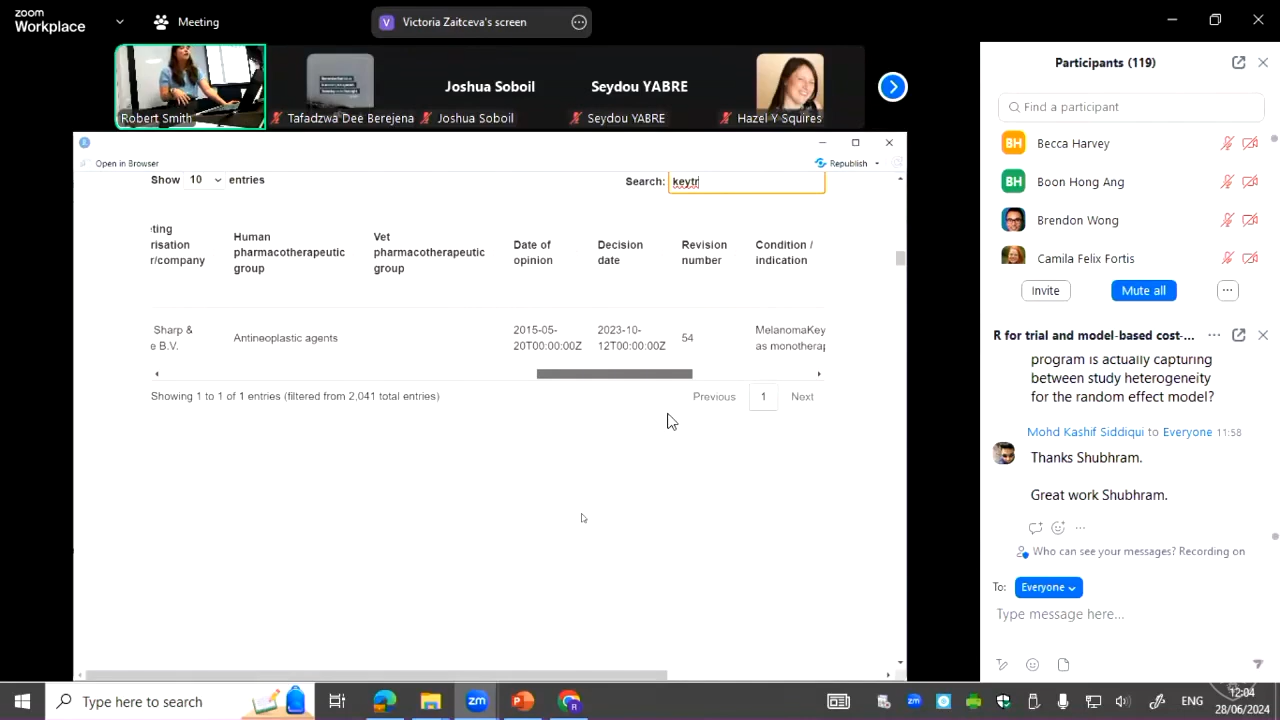 zoom
Workplace
Meeting
V Victoria Zaitceva's screen
Robert Smith
Tafadzwa Dee Berejena
Joshua Soboil
Joshua Soboil
Seydou YABRE
Seydou YABRE
Hazel Y Squires
Open in Browser
Republish
Show 10 entries
Search: keytr
eting
risation
r/company
Human
pharmacotherapeutic
group
Vet
pharmacotherapeutic
group
Date of
opinion
Decision
date
Revision
number
Condition /
indication
Sharp &
e B.V.
Antineoplastic agents
2015-05-
20T00:00:00Z
2023-10-
12T00:00:00Z
54
MelanomaKey
as monotherap
Showing 1 to 1 of 1 entries (filtered from 2,041 total entries)
Previous 1 Next
Participants (119)
Find a participant
BH Becca Harvey
BH Boon Hong Ang
Brendon Wong
Camila Felix Fortis
Invite
Mute all
R for trial and model-based cost-...
program is actually capturing
between study heterogeneity
for the random effect model?
Mohd Kashif Siddiqui to Everyone 11:58
Thanks Shubhram.
Great work Shubhram.
Who can see your messages? Recording on
To: Everyone
Type message here...
Type here to search
zm
zm
ENG
12:04
28/06/2024